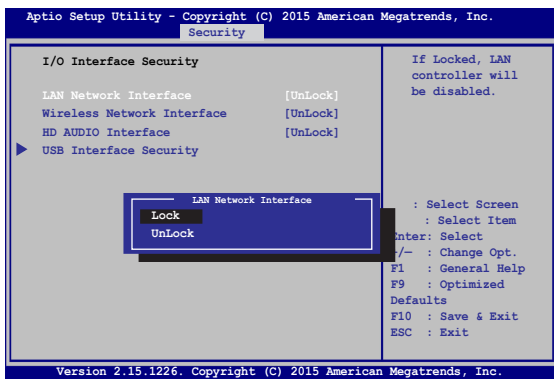 Aptio Setup Utility - Copyright (C) 2015 American Megatrends, Inc.
Security
I/O Interface Security
LAN Network Interface [UnLock]
Wireless Network Interface [UnLock]
HD AUDIO Interface [UnLock]
USB Interface Security
If Locked, LAN
controller will
be disabled.
LAN Network Interface
Lock
UnLock
: Select Screen
: Select Item
Enter: Select
+/— : Change Opt.
F1 : General Help
F9 : Optimized
Defaults
F10 : Save & Exit
ESC : Exit
Version 2.15.1226. Copyright (C) 2015 American Megatrends, Inc.